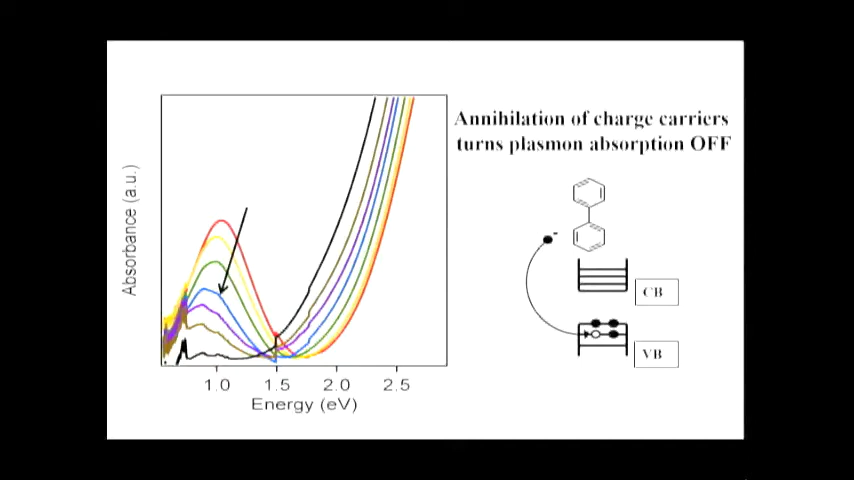 Annihilation of charge carriers
turns plasmon absorption OFF
Absorbance (a.u.)
-
CB
VB
1.0 1.5 2.0 2.5
Energy (eV)